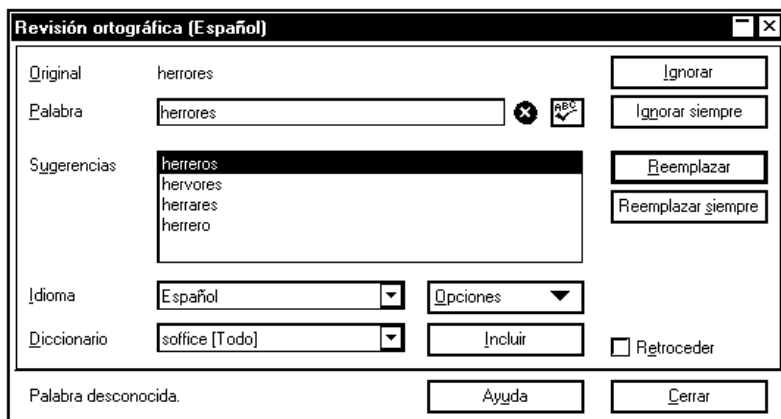 Revisión ortográfica (Español)
Original herrores Ignorar
Palabra herrores ABC Ignorar siempre
Sugerencias herreros Reemplazar
hervores
herrares Reemplazar siempre
herrero
Idioma Español Opciones
Diccionario soffice [Todo] Incluir Retroceder
Palabra desconocida. Ayuda Cerrar